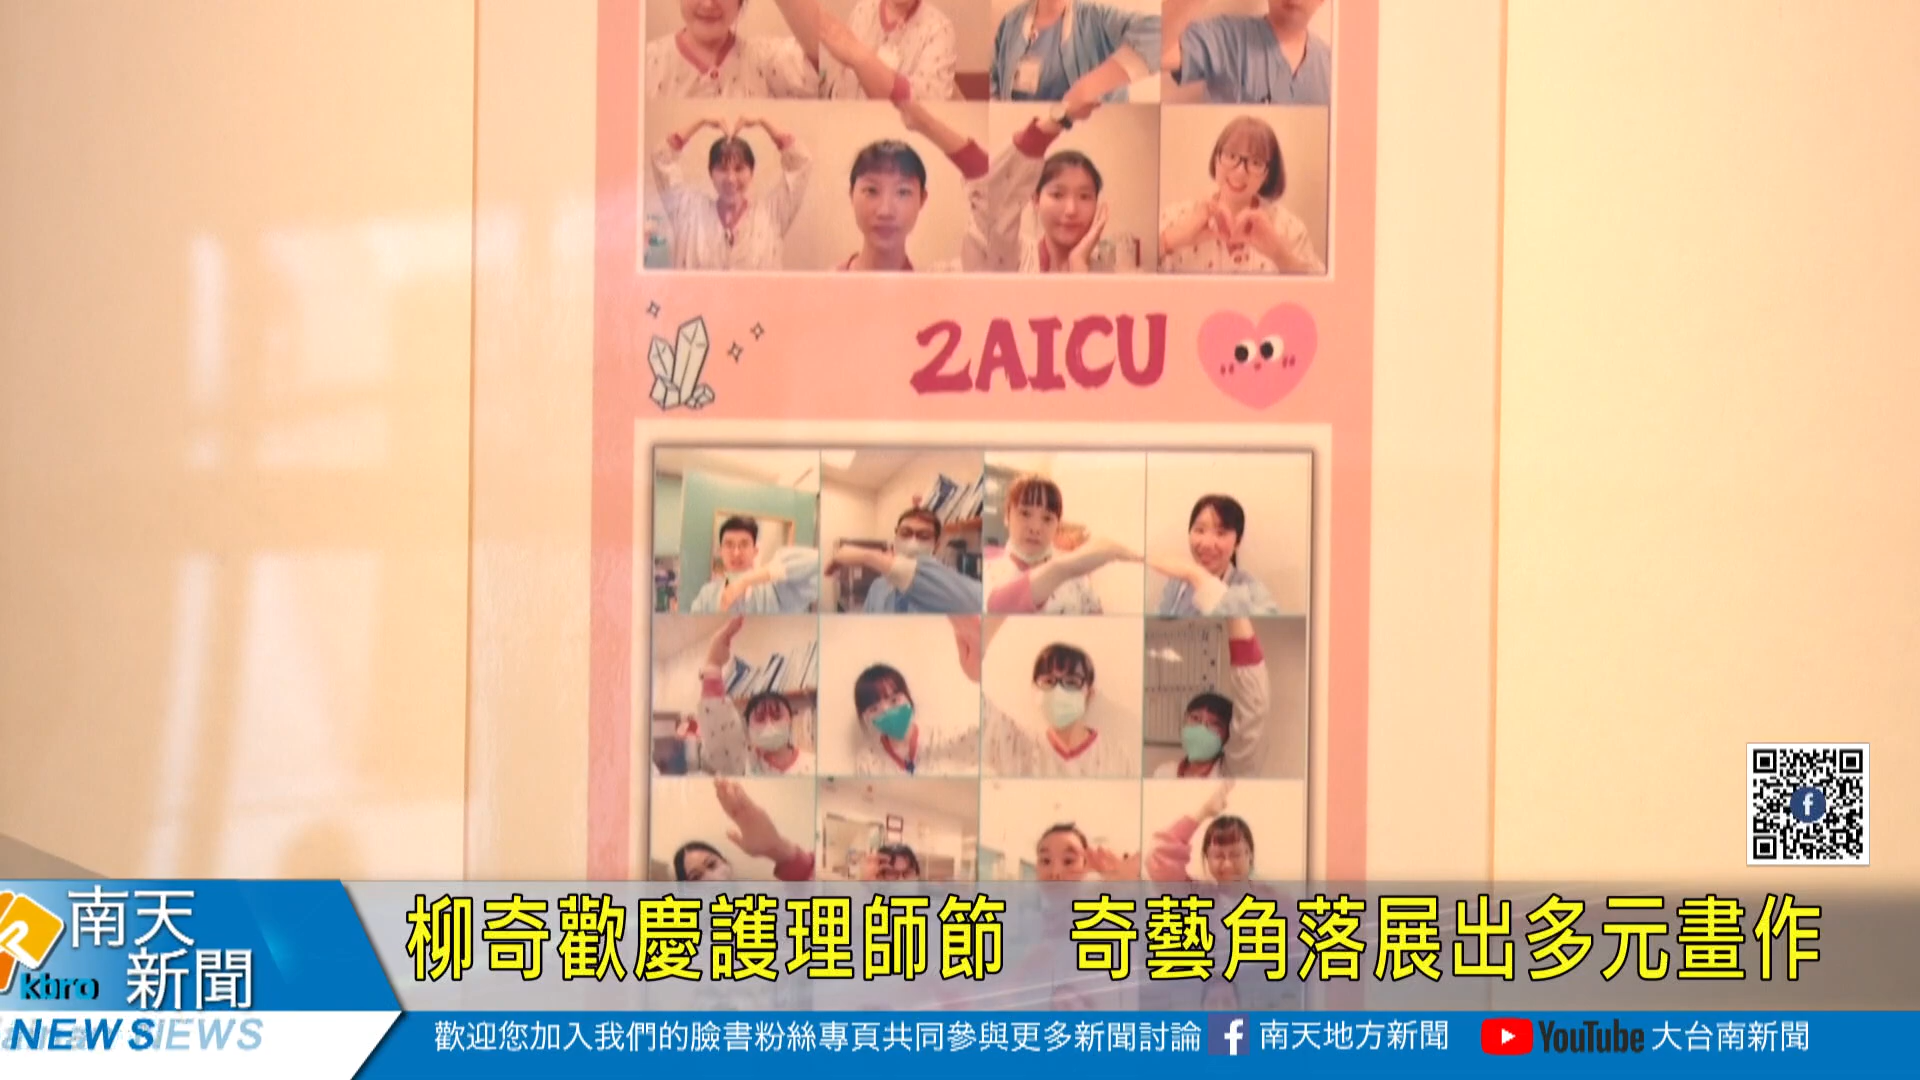 2AICU
南天
新聞
kbro
NEWS
柳奇歡慶護理師節 奇藝角落展出多元畫作
歡迎您加入我們的臉書粉絲專頁共同參與更多新聞討論 f 南天地方新聞 YouTube 大台南新聞